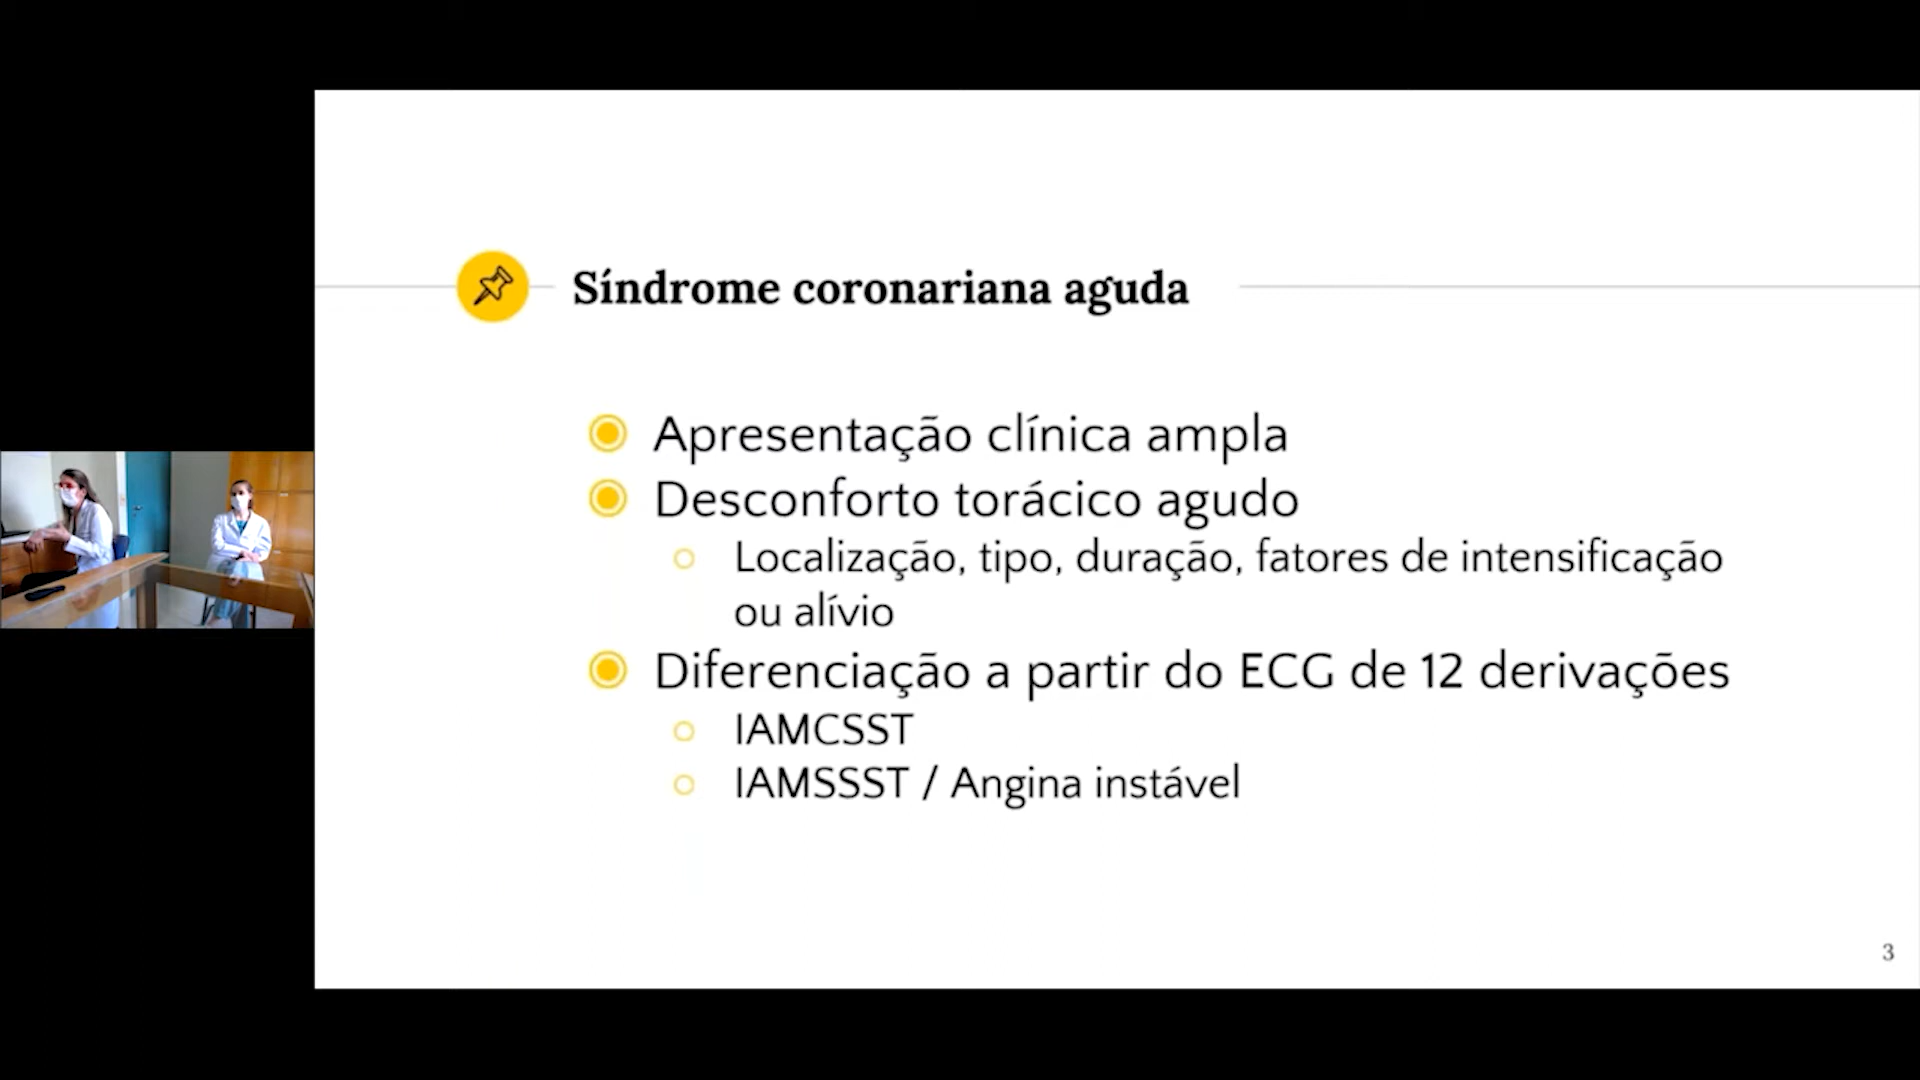 Síndrome coronariana aguda
Apresentação clínica ampla
Desconforto torácico agudo
Localização, tipo, duração, fatores de intensificação
ou alívio
Diferenciação a partir do ECG de 12 derivações
IAMCSST
IAMSSST / Angina instável
3